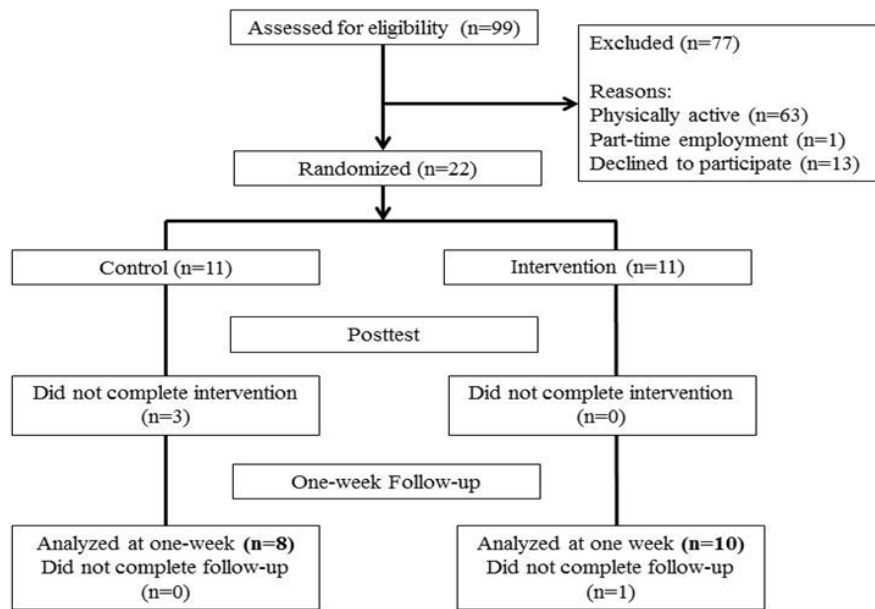 Assessed for eligibility (n=99)
Excluded (n=77)
Reasons:
Physically active (n=63)
Part-time employment (n=1)
Declined to participate (n=13)
Randomized (n=22)
Control (n=11)
Intervention (n=11)
Posttest
Did not complete intervention
(n=3)
Did not complete intervention
(n=0)
One-week Follow-up
Analyzed at one-week (n=8)
Did not complete follow-up
(n=0)
Analyzed at one week (n=10)
Did not complete follow-up
(n=1)